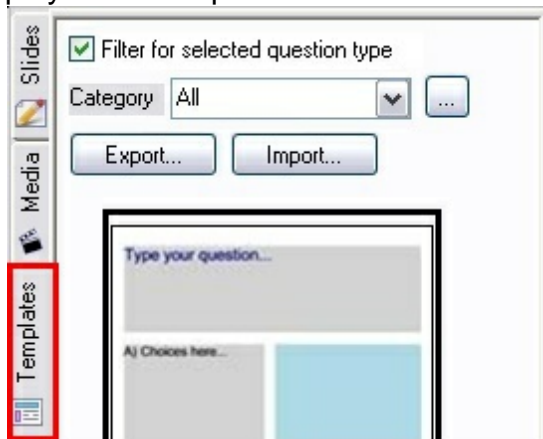 Slides
Media
Templates
Filter for selected question type
Category All ...
Export... Import...
Type your question...
A) Choices here...